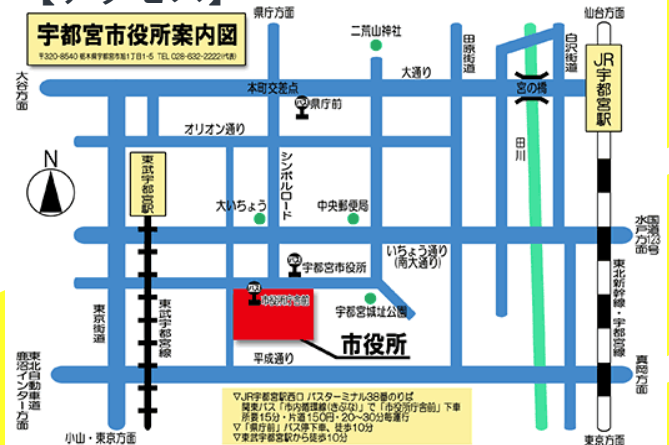 宇都宮市役所案内図
〒320-8540 栃木県宇都宮市旭1丁目1-5 TEL 028-632-2222(代表)
県庁方面
二荒山神社
田原街道
仙台方面
白沢街道
JR宇都宮駅
大谷方面
大通り
本町交差点
宮の橋
バス
県庁前
オリオン通り
田川
N
東武宇都宮駅
シンボルロード
大いちょう
中央郵便局
国道123号
水戸方面
いちょう通り
(南大通り)
バス
宇都宮市役所
バス
市役所庁舎前
宇都宮城址公園
東京街道
東武宇都宮線
東北新幹線・宇都宮線
市役所
平成通り
東北自動車道
鹿沼インター方面
真岡方面
小山・東京方面
東京方面
▽JR宇都宮駅西口 バスターミナル38番のりば
関東バス「市内循環線(きぶな)」で「市役所庁舎前」下車
所要15分・片道150円・20~30分毎運行
▽「県庁前」バス停下車、徒歩10分
▽東武宇都宮駅から徒歩10分